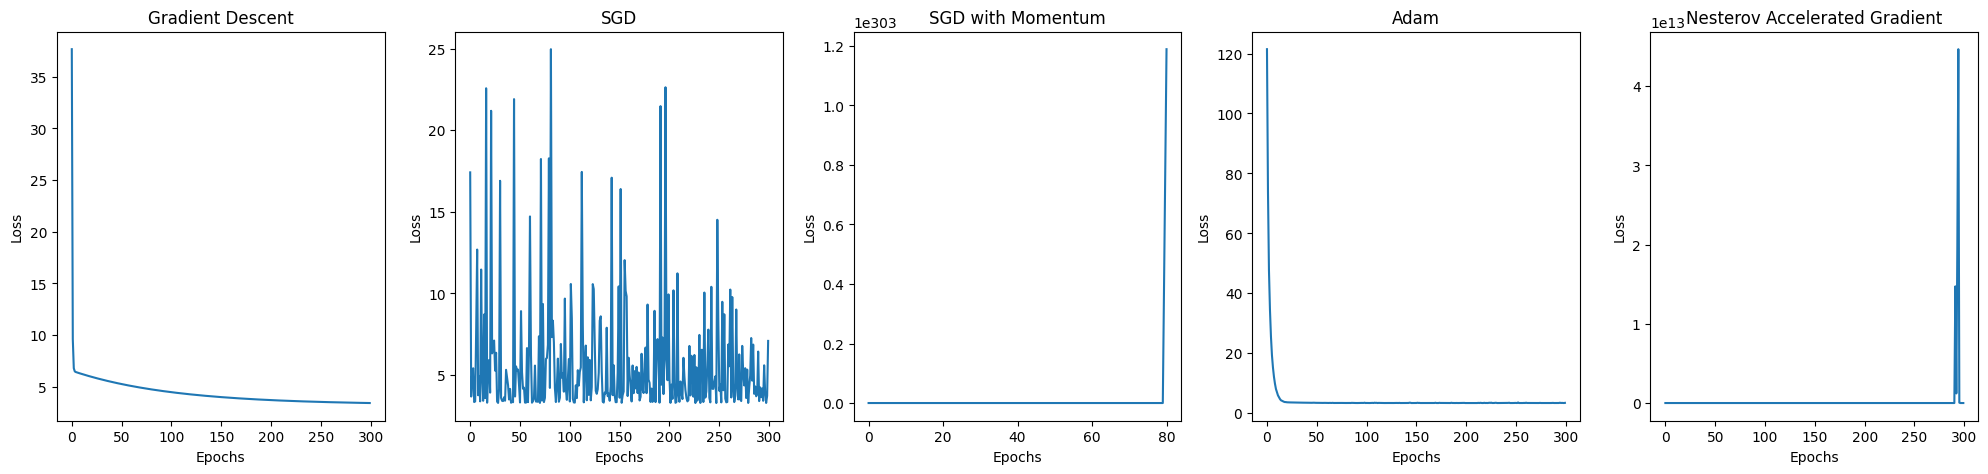 Gradient Descent
35
30
25
20
15
10
5
0 50 100 150 200 250 300
Loss
Epochs
SGD
25
20
15
10
5
0 50 100 150 200 250 300
Loss
Epochs
SGD with Momentum
1e303
1.2
1.0
0.8
0.6
0.4
0.2
0.0
0 20 40 60 80
Loss
Epochs
Adam
120
100
80
60
40
20
0
0 50 100 150 200 250 300
Loss
Epochs
Nesterov Accelerated Gradient
1e13
4
3
2
1
0
0 50 100 150 200 250 300
Loss
Epochs